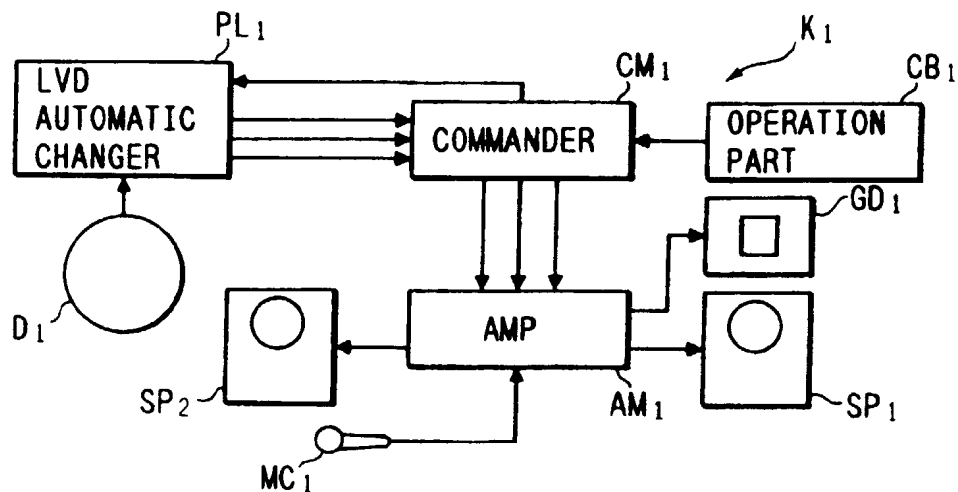 PL₁
K₁
LVD
AUTOMATIC
CHANGER
CM₁
COMMANDER
CB₁
OPERATION
PART
GD₁
D₁
SP₂
AMP
AM₁
SP₁
MC₁